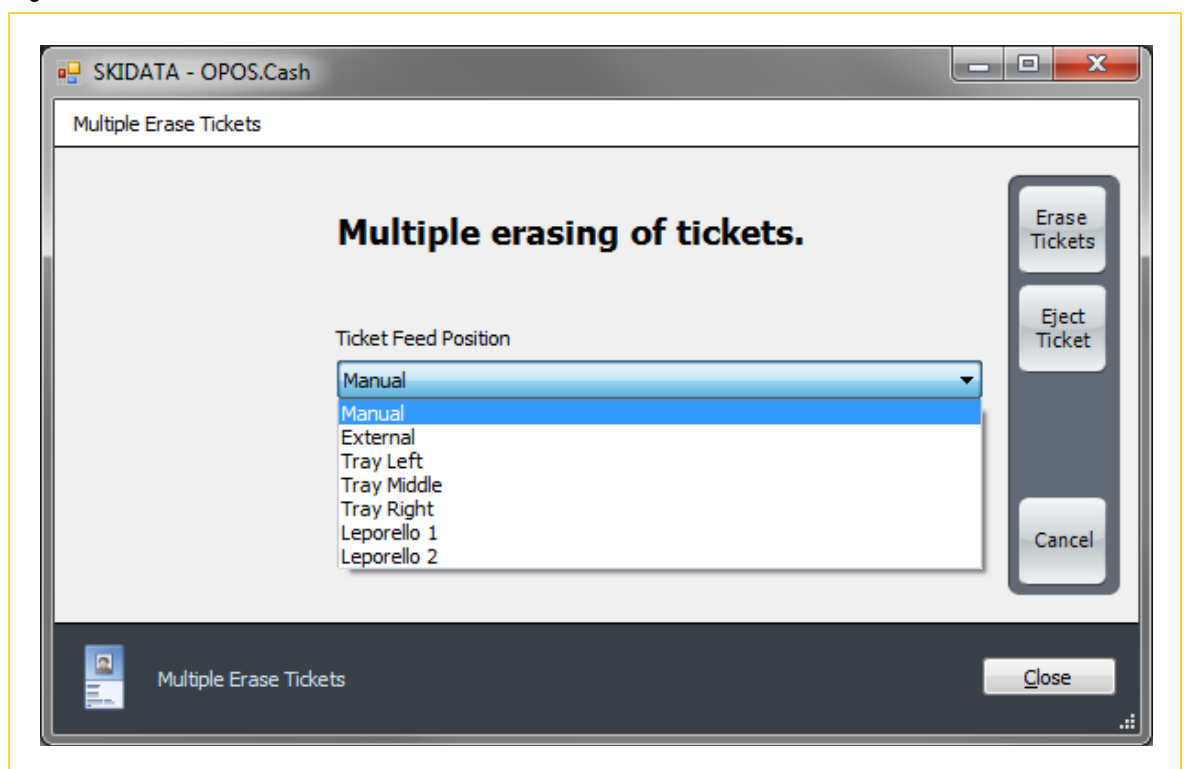 SKIDATA - OPOS.Cash
Multiple Erase Tickets
Multiple erasing of tickets.
Ticket Feed Position
Manual
Manual
External
Tray Left
Tray Middle
Tray Right
Leporello 1
Leporello 2
Erase
Tickets
Eject
Ticket
Cancel
Multiple Erase Tickets
Close